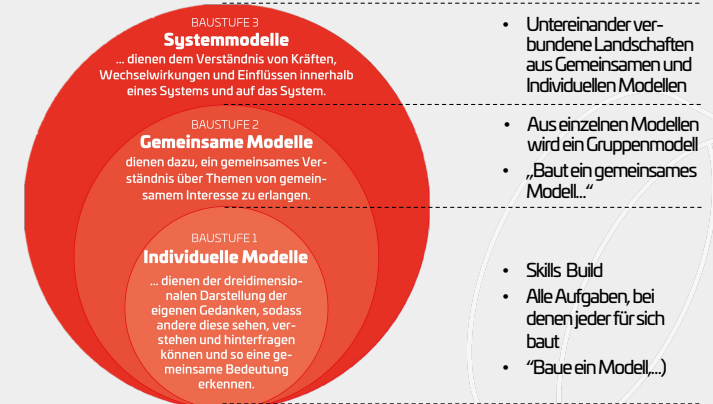 BAUSTUFE 3
Systemmodelle
... dienen dem Verständnis von Kräften,
Wechselwirkungen und Einflüssen innerhalb
eines Systems und auf das System.
BAUSTUFE 2
Gemeinsame Modelle
dienen dazu, ein gemeinsames Ver-
ständnis über Themen von gemein-
samem Interesse zu erlangen.
BAUSTUFE 1
Individuelle Modelle
... dienen der dreidimensio-
nalen Darstellung der
eigenen Gedanken, sodass
andere diese sehen, ver-
stehen und hinterfragen
können und so eine ge-
meinsame Bedeutung
erkennen.
• Untereinander ver-
bundene Landschaften
aus Gemeinsamen und
Individuellen Modellen
• Aus einzelnen Modellen
wird ein Gruppenmodell
• „Baut ein gemeinsames
Modell...“
• Skills Build
• Alle Aufgaben, bei
denen jeder für sich
baut
• “Baue ein Modell,...)